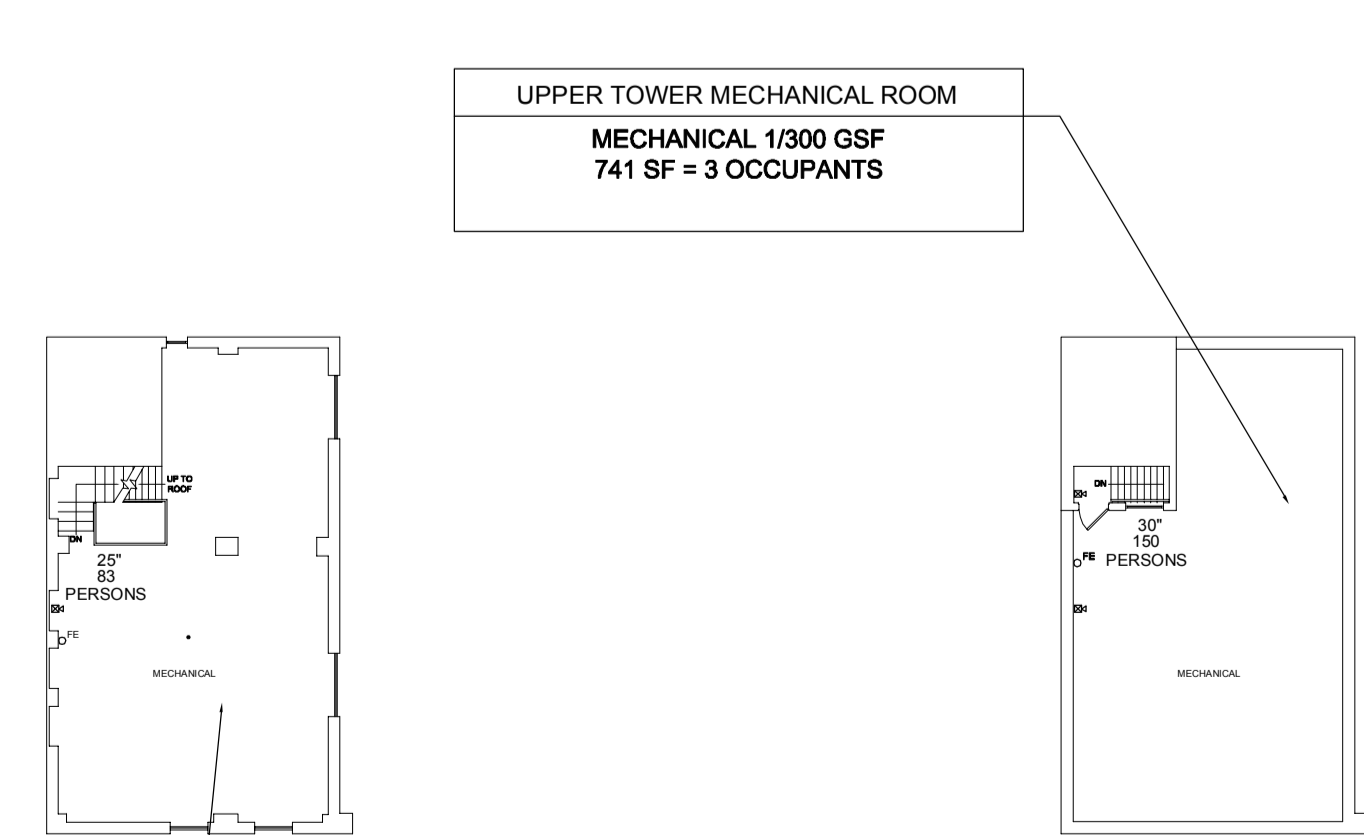 UPPER TOWER MECHANICAL ROOM
MECHANICAL 1/300 GSF
741 SF = 3 OCCUPANTS
UP TO
ROOF
DN
25"
83
PERSONS
FE
MECHANICAL
DN
30"
150
PERSONS
FE
MECHANICAL